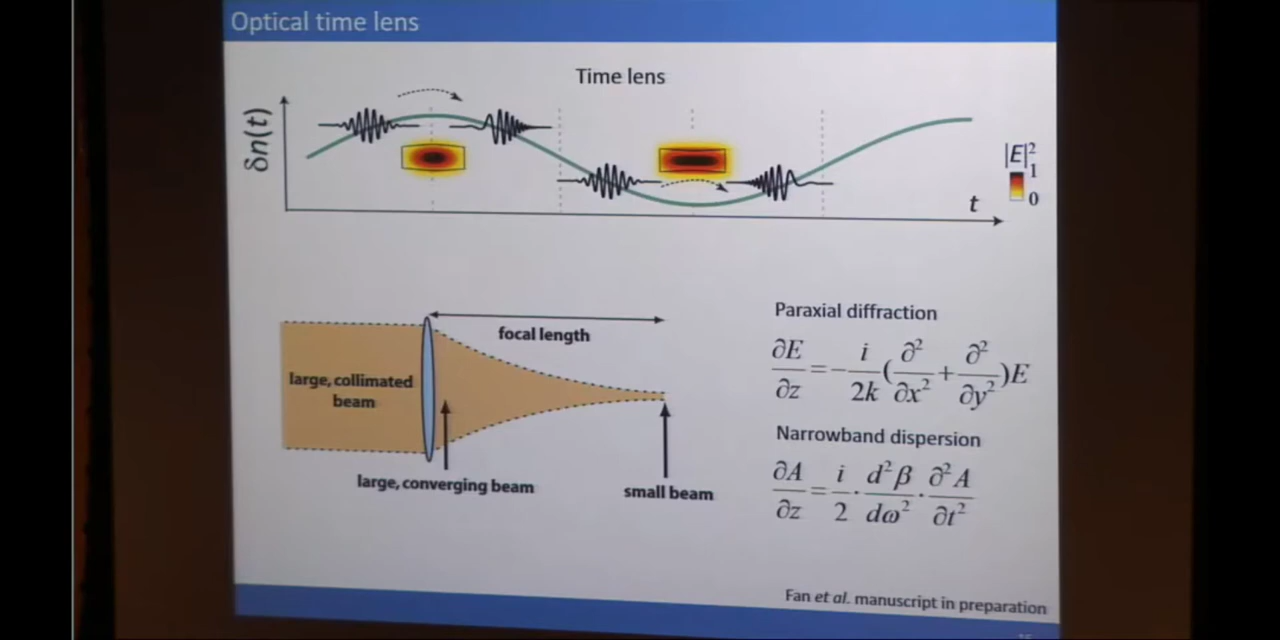 Optical time lens
Time lens
δn(t)
|E|²
1
0
t
focal length
large, collimated
beam
large, converging beam
small beam
Paraxial diffraction
∂E/∂z = -i/2k (∂²/∂x² + ∂²/∂y²)E
Narrowband dispersion
∂A/∂z = i/2 · d²β/dω² · ∂²A/∂t²
Fan et al. manuscript in preparation